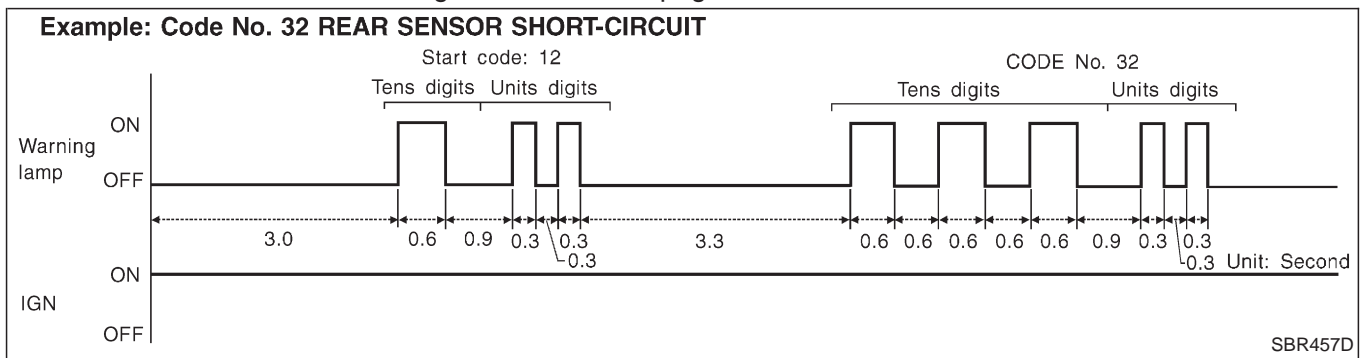 Example: Code No. 32 REAR SENSOR SHORT-CIRCUIT
Start code: 12
CODE No. 32
Tens digits Units digits
Tens digits Units digits
ON
Warning
lamp
OFF
3.0 0.6 0.9 0.3 0.3 3.3 0.6 0.6 0.6 0.6 0.6 0.9 0.3 0.3
0.3 0.3 Unit: Second
ON
IGN
OFF
SBR457D